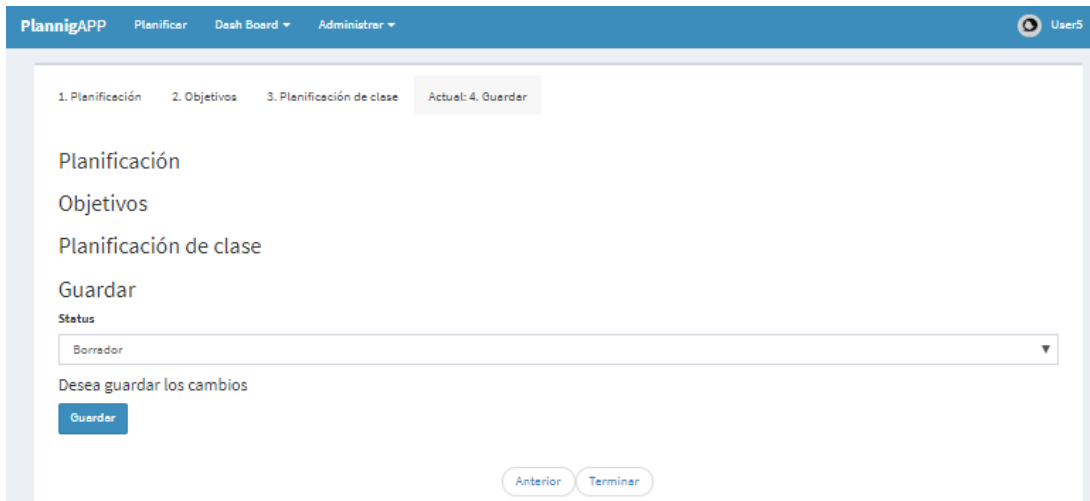 PlannigAPP Planificar Dash Board Administrar User5
1. Planificación 2. Objetivos 3. Planificación de clase Actual: 4. Guardar
Planificación
Objetivos
Planificación de clase
Guardar
Status
Borrador
Desea guardar los cambios
Guardar
Anterior Terminar